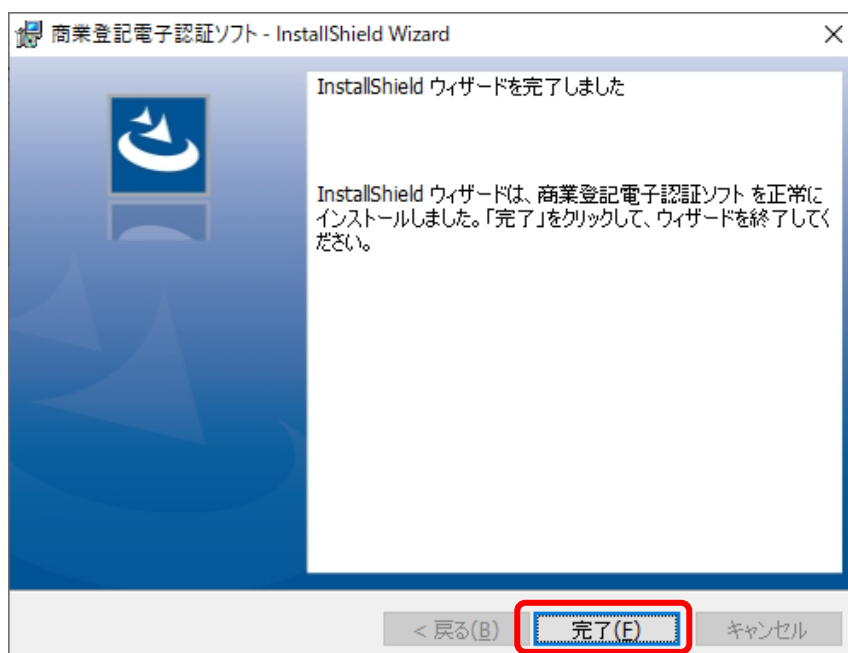 商業登記電子認証ソフト - InstallShield Wizard
InstallShield ウィザードを完了しました
InstallShield ウィザードは、商業登記電子認証ソフト を正常に
インストールしました。「完了」をクリックして、ウィザードを終了してく
ださい。
< 戻る(B)
完了(F)
キャンセル